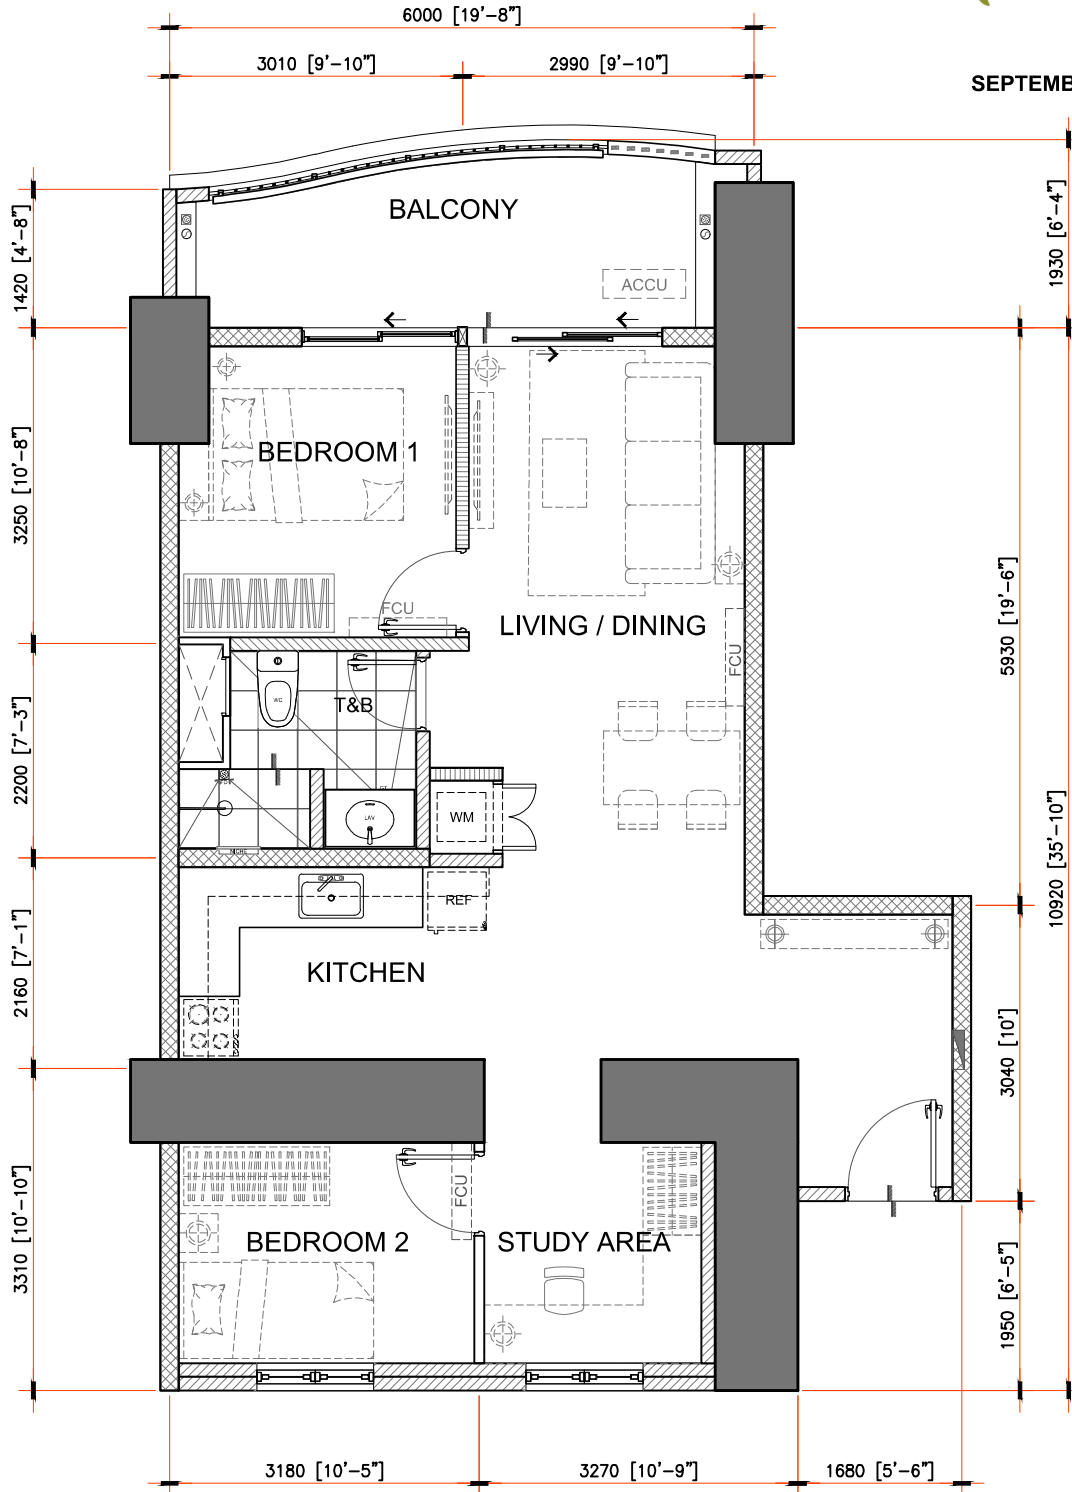 6000 [19'-8"]
3010 [9'-10"]
2990 [9'-10"]
SEPTEMB
1420 [4'-8"]
BALCONY
1930 [6'-4"]
ACCU
3250 [10'-8"]
BEDROOM 1
FCU
LIVING / DINING
5930 [19'-6"]
FCU
2200 [7'-3"]
WC
T&B
LAV
WM
NICHE
10920 [35'-10"]
2160 [7'-1"]
REF
KITCHEN
3040 [10']
3310 [10'-10"]
FCU
BEDROOM 2
STUDY AREA
1950 [6'-5"]
3180 [10'-5"]
3270 [10'-9"]
1680 [5'-6"]